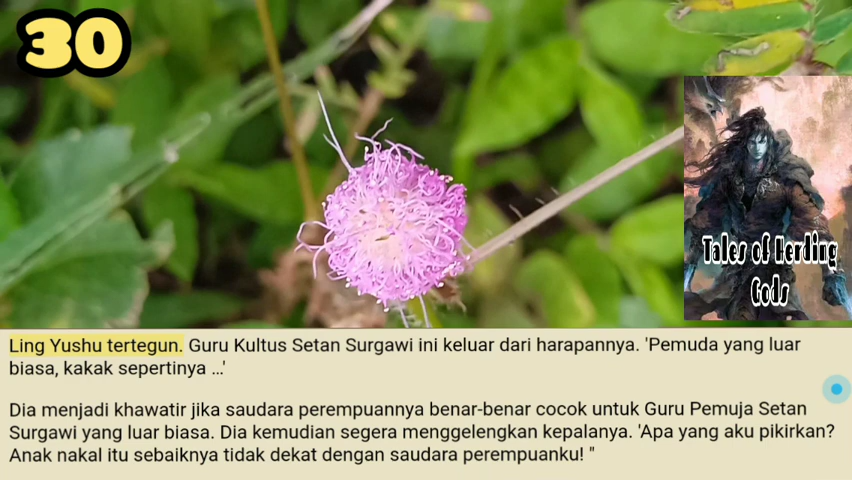 30
Tales of Herding
Gods
Ling Yushu tertegun. Guru Kultus Setan Surgawi ini keluar dari harapannya. 'Pemuda yang luar
biasa, kakak sepertinya ...'
Dia menjadi khawatir jika saudara perempuannya benar-benar cocok untuk Guru Pemuja Setan
Surgawi yang luar biasa. Dia kemudian segera menggelengkan kepalanya. 'Apa yang aku pikirkan?
Anak nakal itu sebaiknya tidak dekat dengan saudara perempuanku! "